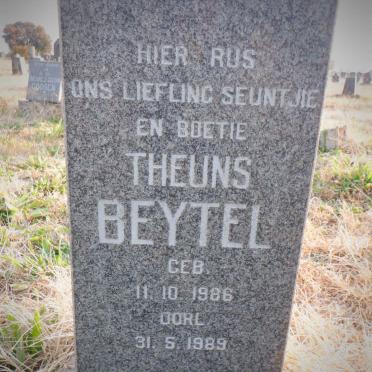 HIER RUS
ONS LIEFLING SEUNTJIE
EN BOETIE
THEUNS
BEYTEL
GEB.
11.10.1986
OORL.
31.5.1989